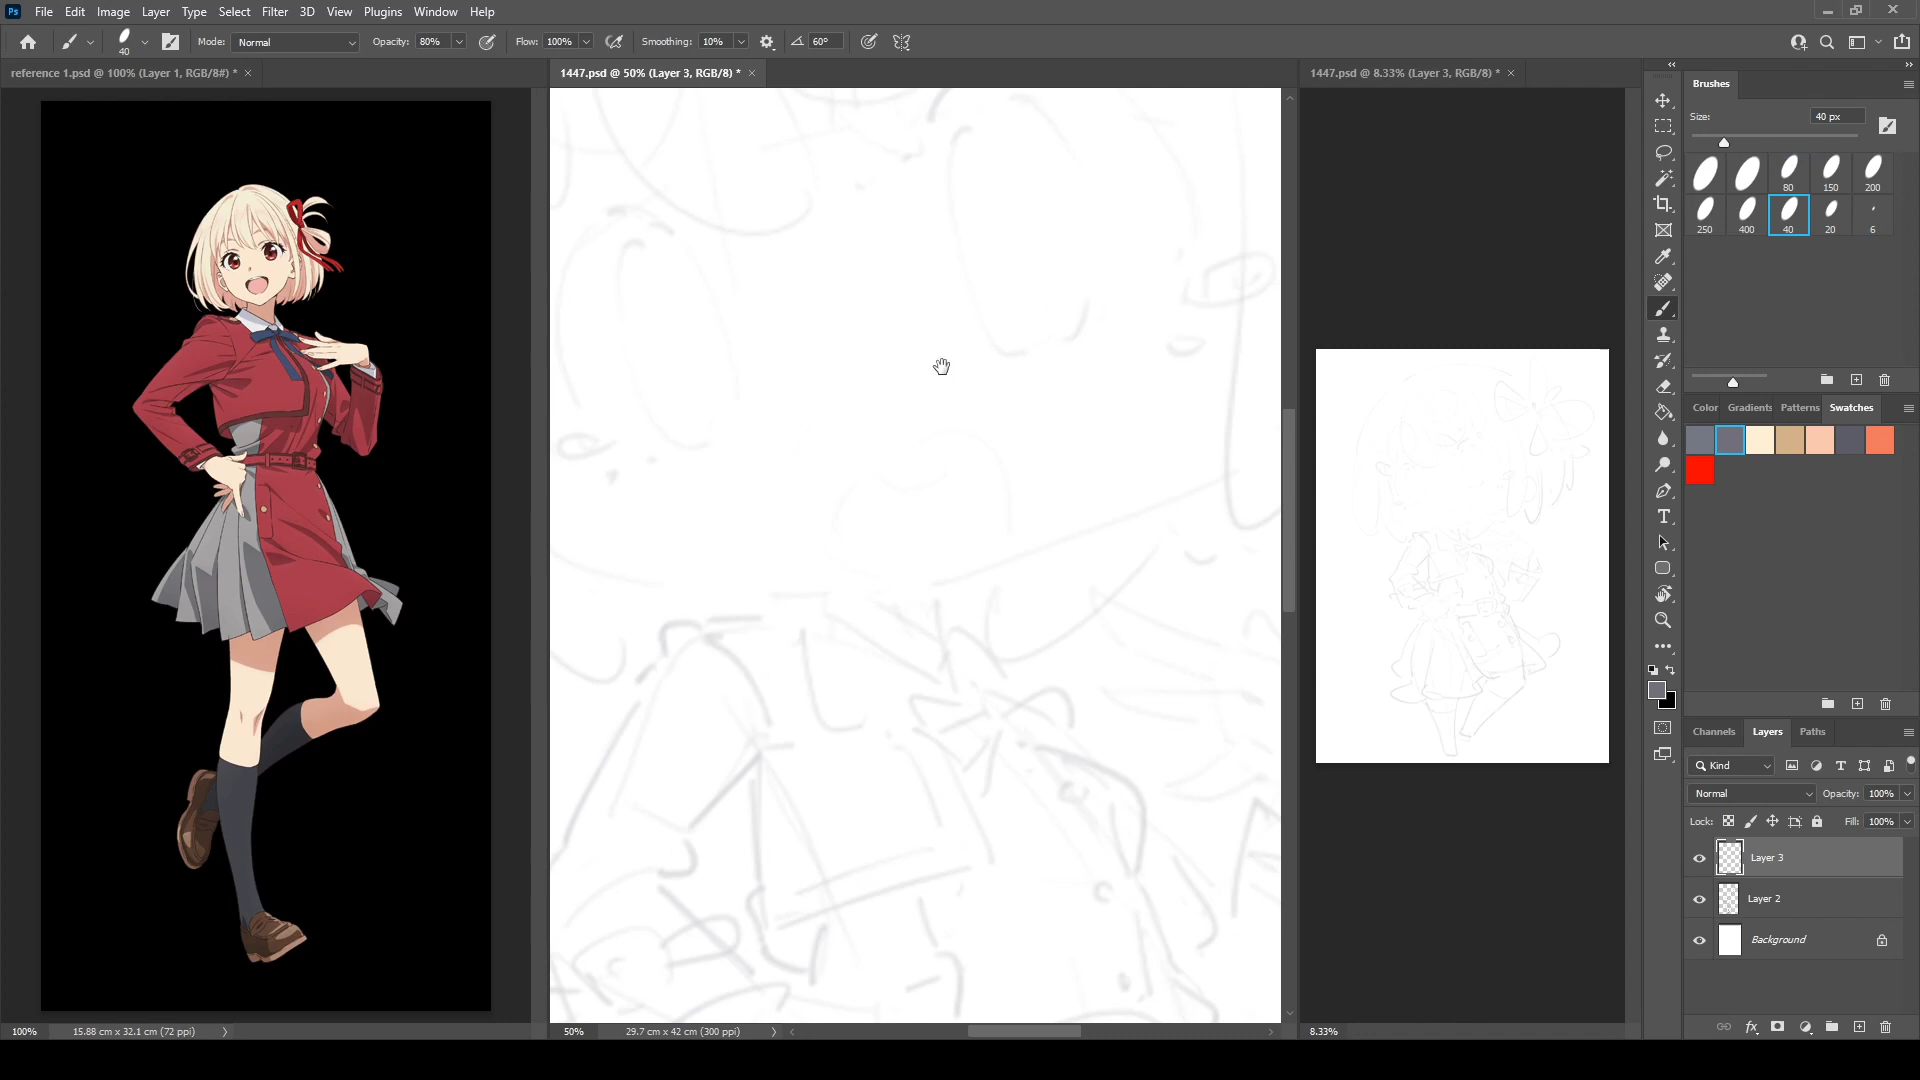 Ps File Edit Image Layer Type Select Filter 3D View Plugins Window Help
40 Mode: Normal Opacity: 80% Flow: 100% Smoothing: 10% 60°
reference 1.psd @ 100% (Layer 1, RGB/8#) * ×
1447.psd @ 50% (Layer 3, RGB/8) * ×
1447.psd @ 8.33% (Layer 3, RGB/8) * ×
Brushes
Size: 40 px
80 150 200
250 400 40 20 6
Color Gradients Patterns Swatches
Channels Layers Paths
Kind
Normal Opacity: 100%
Lock: Fill: 100%
Layer 3
Layer 2
Background
100% 15.88 cm x 32.1 cm (72 ppi)
50% 29.7 cm x 42 cm (300 ppi)
8.33%